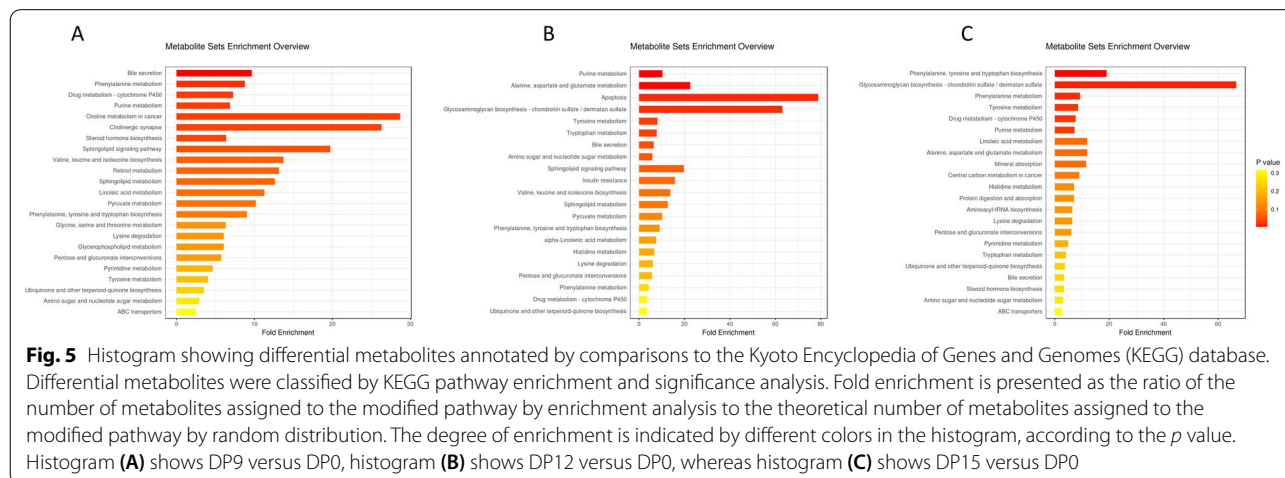 A
Metabolite Sets Enrichment Overview
Bile secretion
Phenylalanine metabolism
Drug metabolism - cytochrome P450
Purine metabolism
Choline metabolism in cancer
Cholinergic synapse
Steroid hormone biosynthesis
Sphingolipid signaling pathway
Valine, leucine and isoleucine biosynthesis
Retinol metabolism
Sphingolipid metabolism
Linoleic acid metabolism
Pyruvate metabolism
Phenylalanine, tyrosine and tryptophan biosynthesis
Glycine, serine and threonine metabolism
Lysine degradation
Glycerophospholipid metabolism
Pentose and glucuronate interconversions
Pyrimidine metabolism
Tyrosine metabolism
Ubiquinone and other terpenoid-quinone biosynthesis
Amino sugar and nucleotide sugar metabolism
ABC transporters
0 10 20 30
Fold Enrichment
B
Metabolite Sets Enrichment Overview
Purine metabolism
Alanine, aspartate and glutamate metabolism
Apoptosis
Glycosaminoglycan biosynthesis - chondroitin sulfate / dermatan sulfate
Tyrosine metabolism
Tryptophan metabolism
Bile secretion
Amino sugar and nucleotide sugar metabolism
Sphingolipid signaling pathway
Insulin resistance
Valine, leucine and isoleucine biosynthesis
Sphingolipid metabolism
Pyruvate metabolism
Phenylalanine, tyrosine and tryptophan biosynthesis
alpha-Linolenic acid metabolism
Histidine metabolism
Lysine degradation
Pentose and glucuronate interconversions
Phenylalanine metabolism
Drug metabolism - cytochrome P450
Ubiquinone and other terpenoid-quinone biosynthesis
0 20 40 60 80
Fold Enrichment
C
Metabolite Sets Enrichment Overview
Phenylalanine, tyrosine and tryptophan biosynthesis
Glycosaminoglycan biosynthesis - chondroitin sulfate / dermatan sulfate
Phenylalanine metabolism
Tyrosine metabolism
Drug metabolism - cytochrome P450
Purine metabolism
Linoleic acid metabolism
Alanine, aspartate and glutamate metabolism
Mineral absorption
Central carbon metabolism in cancer
Histidine metabolism
Protein digestion and absorption
Aminoacyl-tRNA biosynthesis
Lysine degradation
Pentose and glucuronate interconversions
Pyrimidine metabolism
Tryptophan metabolism
Ubiquinone and other terpenoid-quinone biosynthesis
Bile secretion
Steroid hormone biosynthesis
Amino sugar and nucleotide sugar metabolism
ABC transporters
0 20 40 60
Fold Enrichment
P value
0.3
0.2
0.1
Fig. 5 Histogram showing differential metabolites annotated by comparisons to the Kyoto Encyclopedia of Genes and Genomes (KEGG) database.
Differential metabolites were classified by KEGG pathway enrichment and significance analysis. Fold enrichment is presented as the ratio of the
number of metabolites assigned to the modified pathway by enrichment analysis to the theoretical number of metabolites assigned to the
modified pathway by random distribution. The degree of enrichment is indicated by different colors in the histogram, according to the p value.
Histogram (A) shows DP9 versus DP0, histogram (B) shows DP12 versus DP0, whereas histogram (C) shows DP15 versus DP0